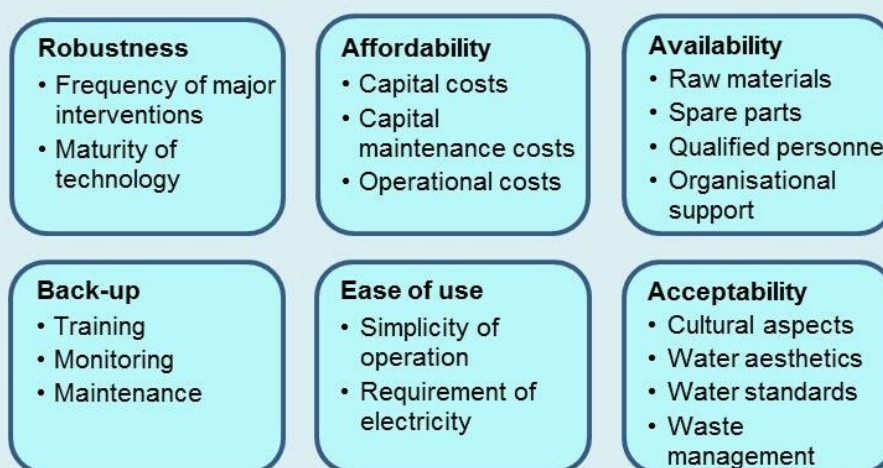 Robustness
• Frequency of major
interventions
• Maturity of
technology
Affordability
• Capital costs
• Capital
maintenance costs
• Operational costs
Availability
• Raw materials
• Spare parts
• Qualified personne
• Organisational
support
Back-up
• Training
• Monitoring
• Maintenance
Ease of use
• Simplicity of
operation
• Requirement of
electricity
Acceptability
• Cultural aspects
• Water aesthetics
• Water standards
• Waste
management